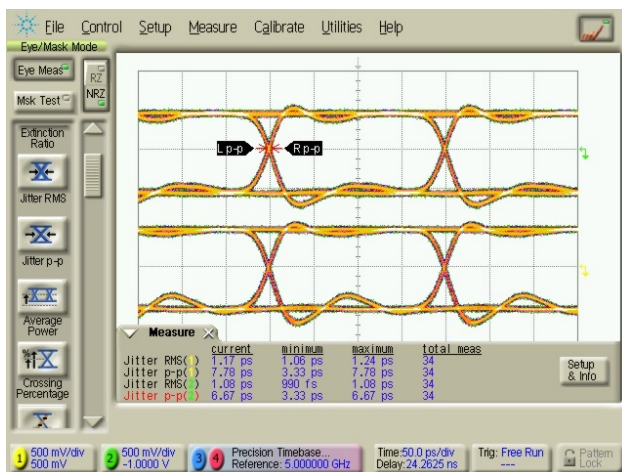 File Control Setup Measure Calibrate Utilities Help
Eye/Mask Mode
Eye Meas
RZ
NRZ
Msk Test
Extinction
Ratio
Jitter RMS
Jitter p-p
Average
Power
Crossing
Percentage
L p-p R p-p
Measure
current minimum maximum total meas
Jitter RMS(1) 1.17 ps 1.06 ps 1.24 ps 34
Jitter p-p(1) 7.78 ps 3.33 ps 7.78 ps 34
Jitter RMS(2) 1.08 ps 990 fs 1.08 ps 34
Jitter p-p(2) 6.67 ps 3.33 ps 6.67 ps 34
Setup
& Info
1 500 mV/div
500 mV
2 500 mV/div
-1.0000 V
3 4 Precision Timebase...
Reference: 5.000000 GHz
Time:50.0 ps/div
Delay:24.2625 ns
Trig: Free Run
---
Pattern
Lock